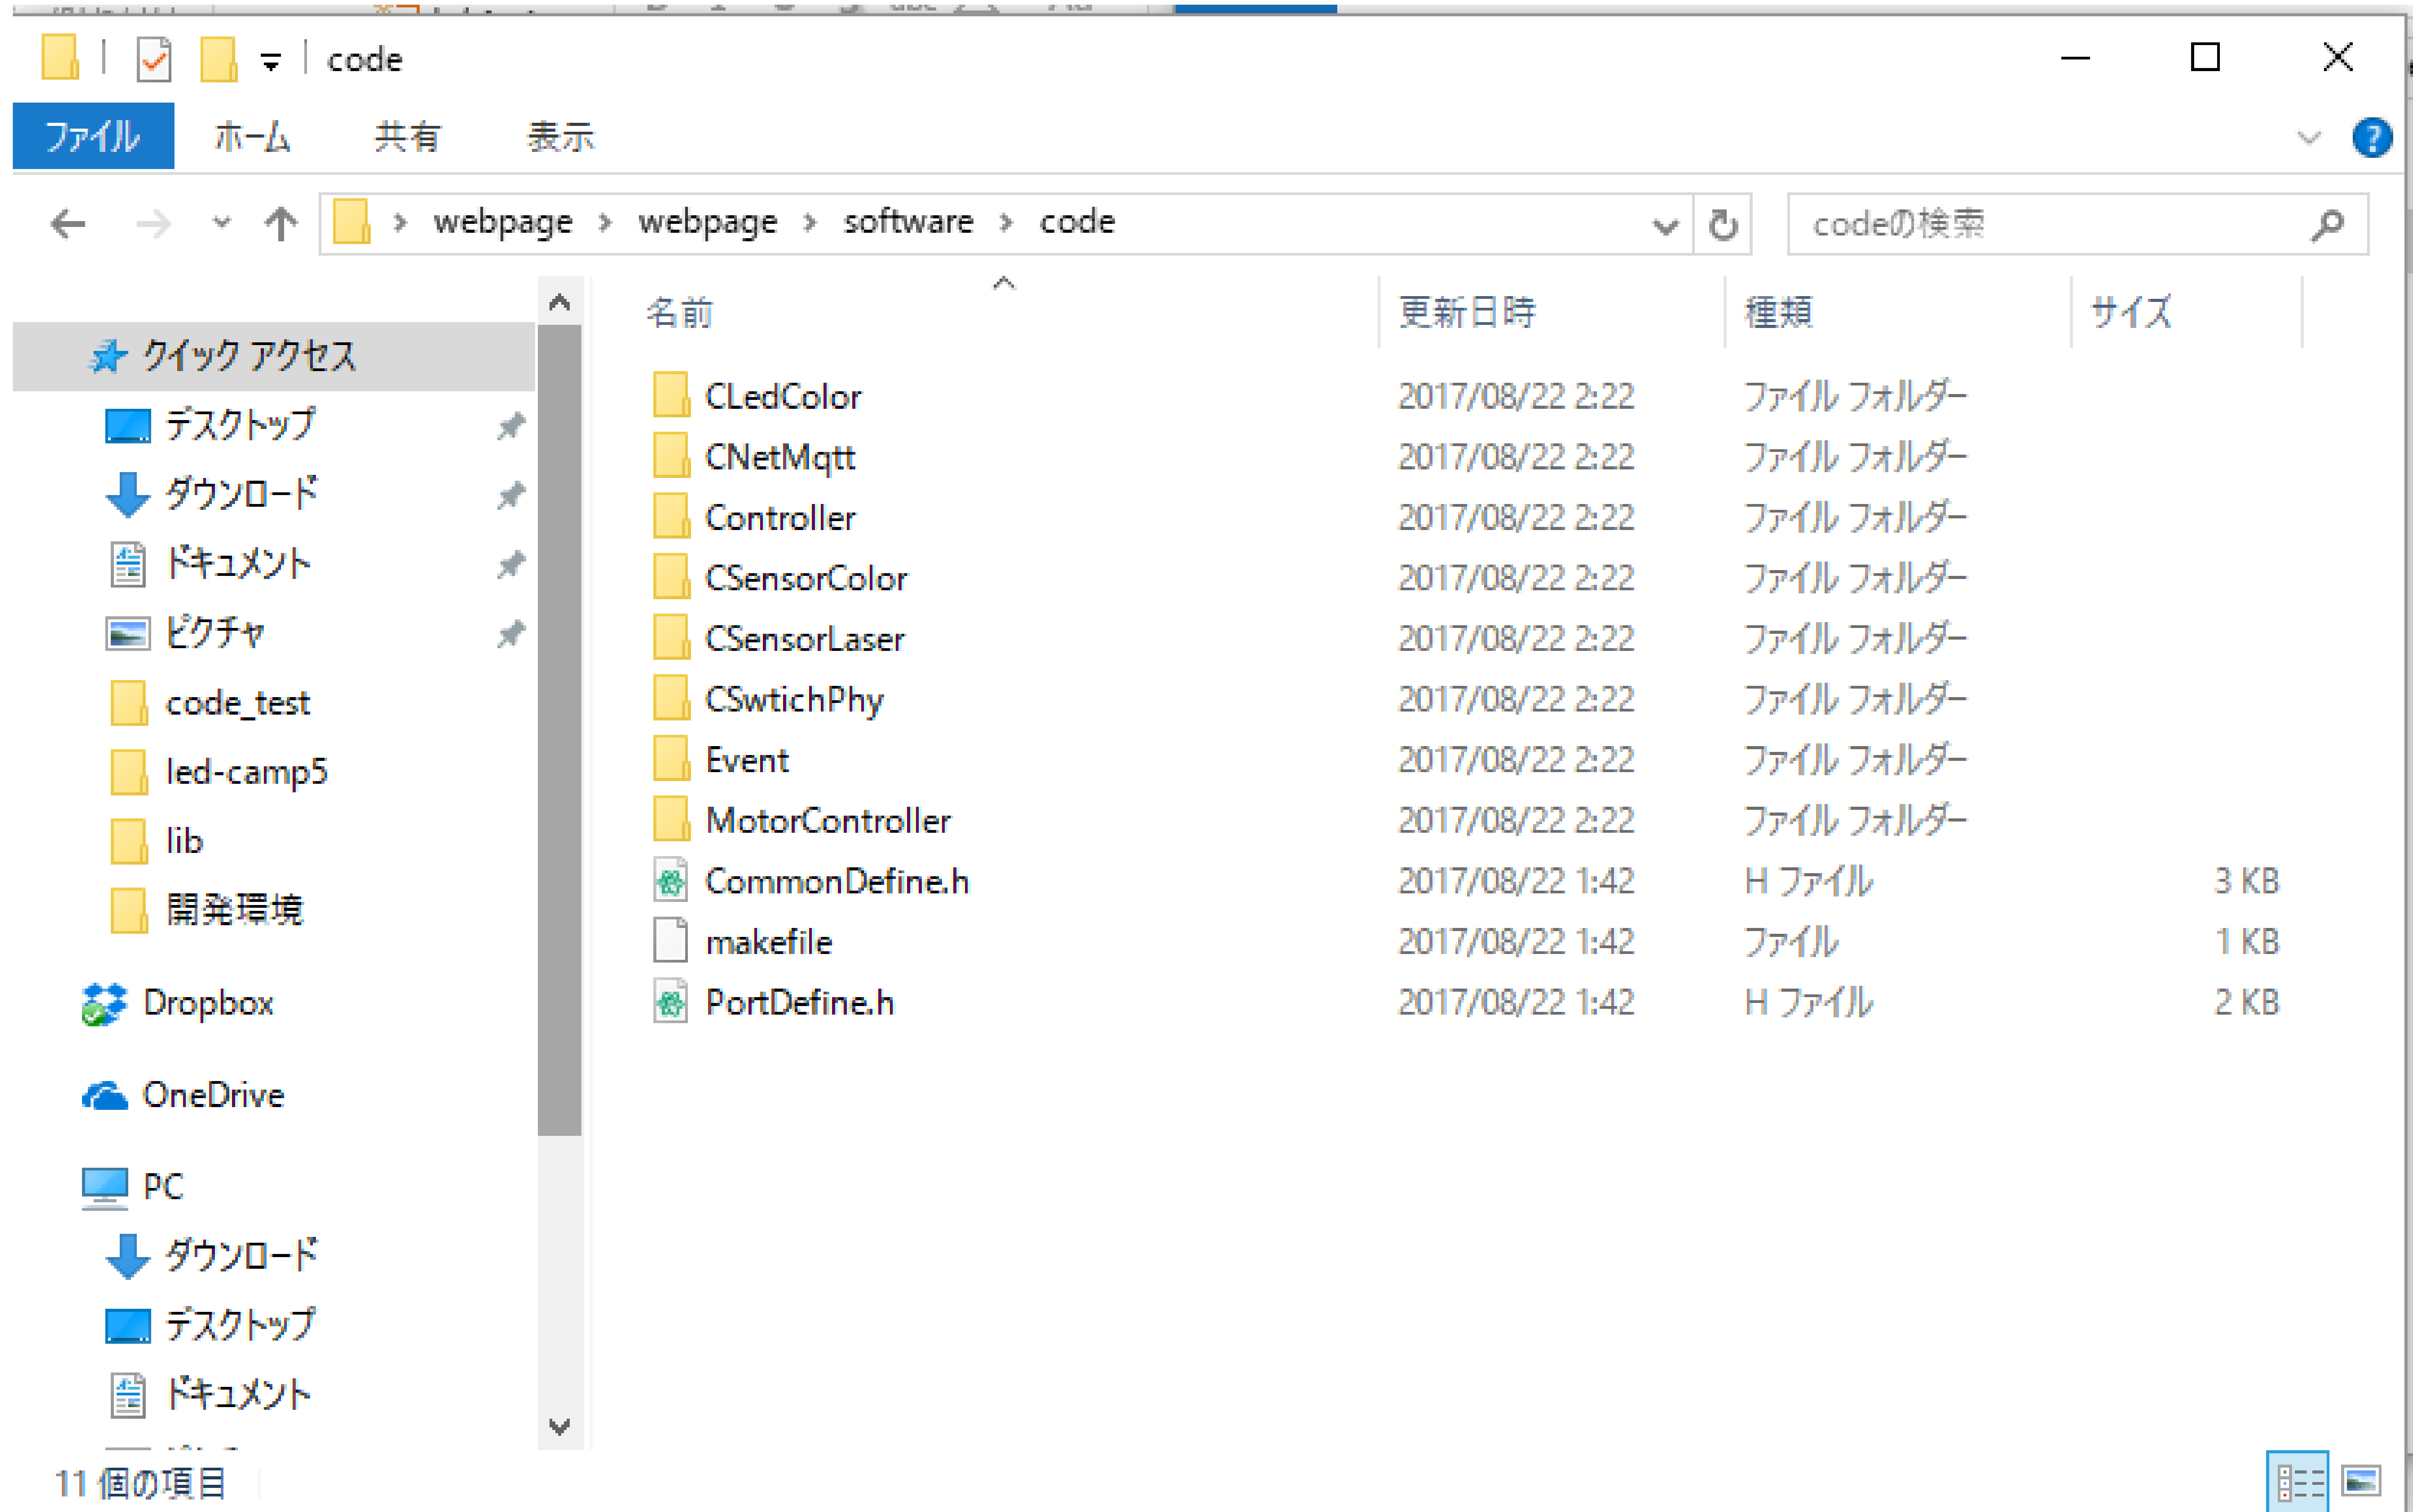 code
ファイル ホーム 共有 表示
webpage webpage software code
codeの検索
名前 更新日時 種類 サイズ
クイック アクセス
デスクトップ
ダウンロード
ドキュメント
ピクチャ
code_test
led-camp5
lib
開発環境
Dropbox
OneDrive
PC
ダウンロード
デスクトップ
ドキュメント
CLedColor 2017/08/22 2:22 ファイル フォルダー
CNetMqtt 2017/08/22 2:22 ファイル フォルダー
Controller 2017/08/22 2:22 ファイル フォルダー
CSensorColor 2017/08/22 2:22 ファイル フォルダー
CSensorLaser 2017/08/22 2:22 ファイル フォルダー
CSwtichPhy 2017/08/22 2:22 ファイル フォルダー
Event 2017/08/22 2:22 ファイル フォルダー
MotorController 2017/08/22 2:22 ファイル フォルダー
CommonDefine.h 2017/08/22 1:42 H ファイル 3 KB
makefile 2017/08/22 1:42 ファイル 1 KB
PortDefine.h 2017/08/22 1:42 H ファイル 2 KB
11 個の項目